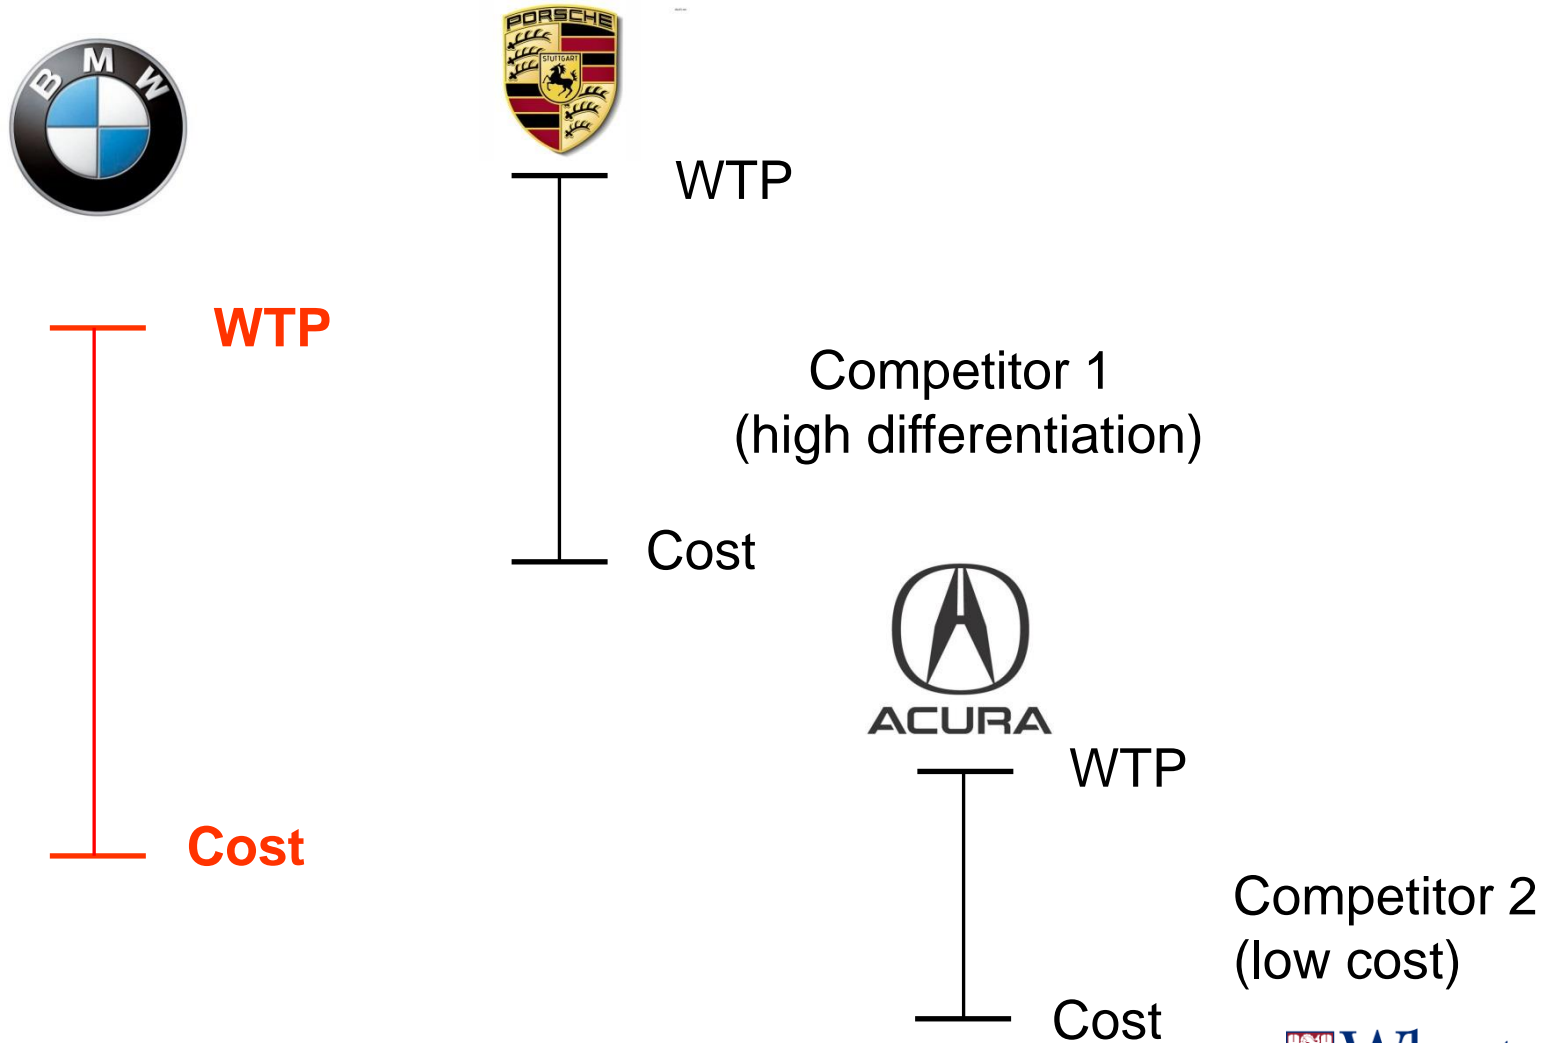 BMW
PORSCHE
STUTTGART
WTP
WTP
Competitor 1
(high differentiation)
Cost
ACURA
WTP
Cost
Competitor 2
(low cost)
Cost